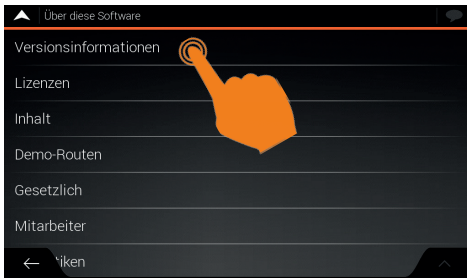 Über diese Software
Versionsinformationen
Lizenzen
Inhalt
Demo-Routen
Gesetzlich
Mitarbeiter